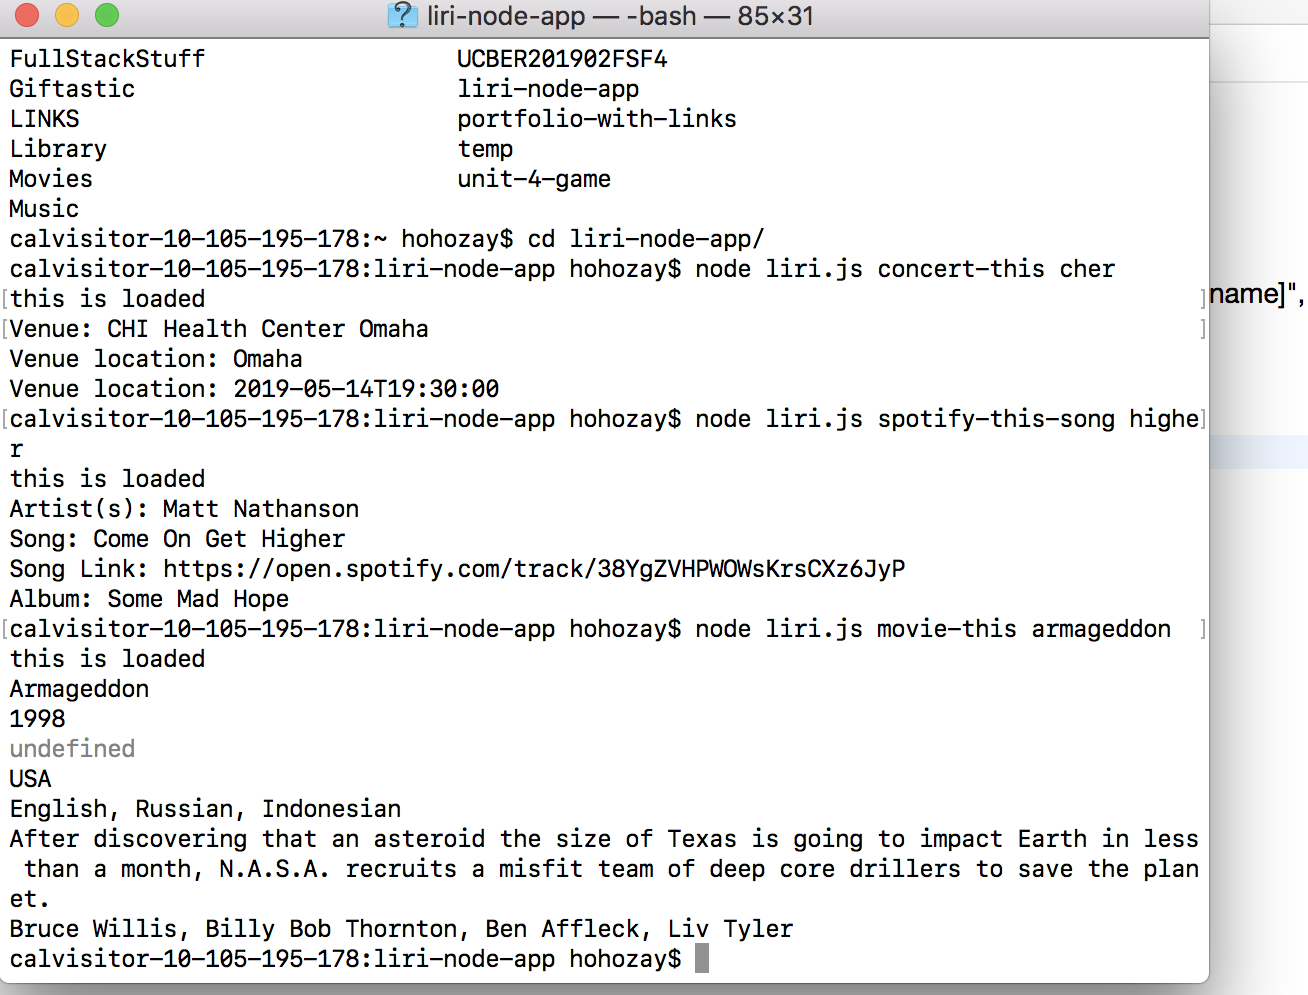 liri-node-app — -bash — 85×31
FullStackStuff UCBER201902FSF4
Giftastic liri-node-app
LINKS portfolio-with-links
Library temp
Movies unit-4-game
Music
calvisitor-10-105-195-178:~ hohozay$ cd liri-node-app/
calvisitor-10-105-195-178:liri-node-app hohozay$ node liri.js concert-this cher
[this is loaded ]
name]",
[Venue: CHI Health Center Omaha ]
Venue location: Omaha
Venue location: 2019-05-14T19:30:00
[calvisitor-10-105-195-178:liri-node-app hohozay$ node liri.js spotify-this-song highe]
r
this is loaded
Artist(s): Matt Nathanson
Song: Come On Get Higher
Song Link: https://open.spotify.com/track/38YgZVHPWOWsKrsCXz6JyP
Album: Some Mad Hope
[calvisitor-10-105-195-178:liri-node-app hohozay$ node liri.js movie-this armageddon ]
this is loaded
Armageddon
1998
undefined
USA
English, Russian, Indonesian
After discovering that an asteroid the size of Texas is going to impact Earth in less
than a month, N.A.S.A. recruits a misfit team of deep core drillers to save the plan
et.
Bruce Willis, Billy Bob Thornton, Ben Affleck, Liv Tyler
calvisitor-10-105-195-178:liri-node-app hohozay$